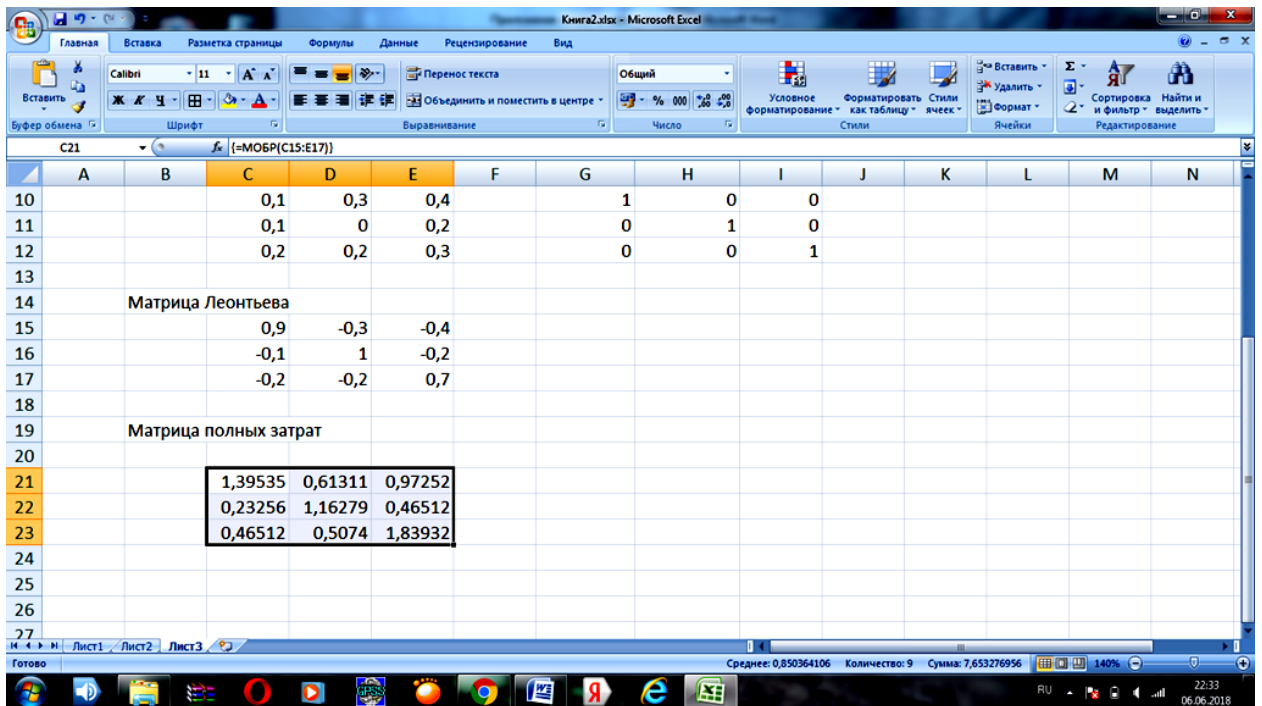 Книга2.xlsx - Microsoft Excel
Главная Вставка Разметка страницы Формулы Данные Рецензирование Вид
Вставить
Calibri 11 А А Перенос текста Общий
Ж К Ч А Объединить и поместить в центре % 000
Условное форматирование Форматировать как таблицу Стили ячеек
Вставить
Удалить
Формат
Σ Сортировка и фильтр Найти и выделить
Буфер обмена Шрифт Выравнивание Число Стили Ячейки Редактирование
C21 fx {=МОБР(C15:E17)}
A B C D E F G H I J K L M N
10 0,1 0,3 0,4 1 0 0
11 0,1 0 0,2 0 1 0
12 0,2 0,2 0,3 0 0 1
13
14 Матрица Леонтьева
15 0,9 -0,3 -0,4
16 -0,1 1 -0,2
17 -0,2 -0,2 0,7
18
19 Матрица полных затрат
20
21 1,39535 0,61311 0,97252
22 0,23256 1,16279 0,46512
23 0,46512 0,5074 1,83932
24
25
26
27
Лист1 Лист2 Лист3
Готово Среднее: 0,850364106 Количество: 9 Сумма: 7,653276956 140%
GPSS Я RU 22:33
06.06.2018